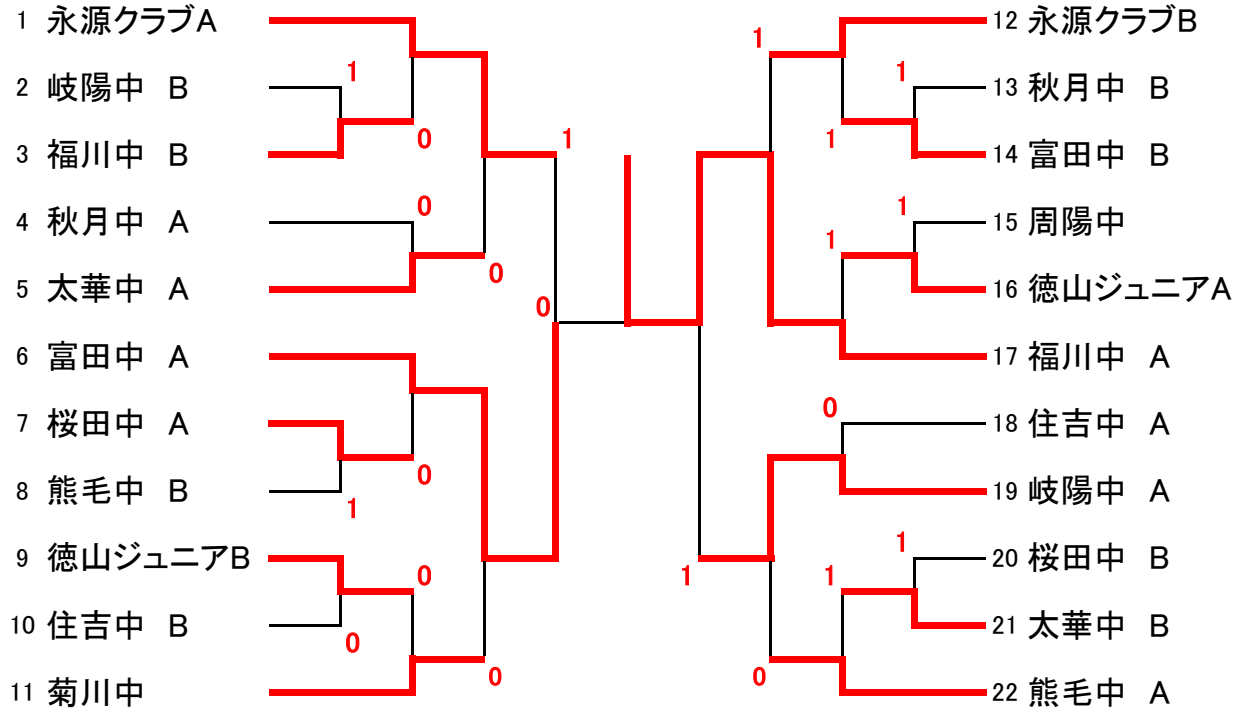 1 永源クラブA
2 岐陽中 B
3 福川中 B
4 秋月中 A
5 太華中 A
6 富田中 A
7 桜田中 A
8 熊毛中 B
9 徳山ジュニアB
10 住吉中 B
11 菊川中
1
0
0
0
0
1
0
0
0
1
0
1
1
1
1
1
1
0
1
1
1
0
12 永源クラブB
13 秋月中 B
14 富田中 B
15 周陽中
16 徳山ジュニアA
17 福川中 A
18 住吉中 A
19 岐陽中 A
20 桜田中 B
21 太華中 B
22 熊毛中 A